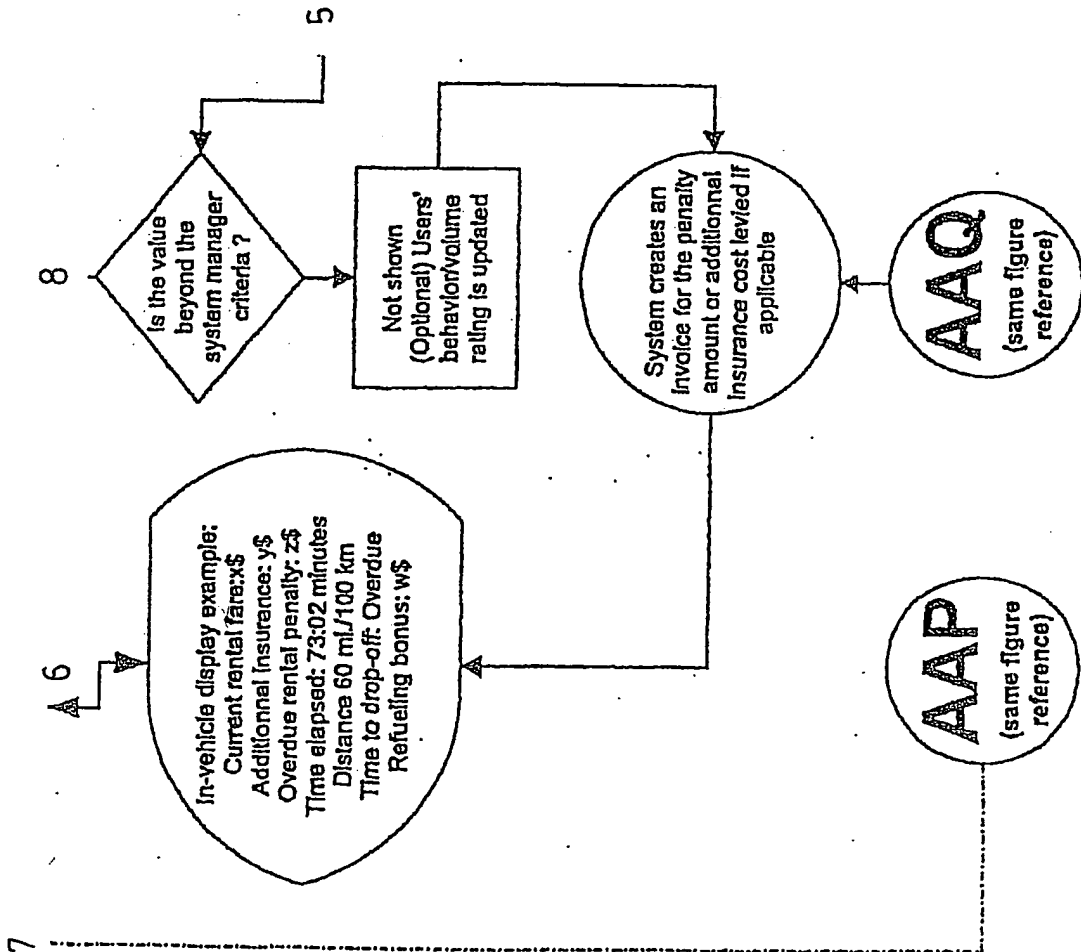 7
6
8
5
In-vehicle display example:
Current rental fare:x$
Additionnal Insurence: y$
Overdue rental penalty: z$
Time elapsed: 73:02 minutes
Distance 60 mi./100 km
Time to drop-off: Overdue
Refueling bonus: w$
Is the value
beyond the
system manager
criteria ?
Not shown
(Optional) Users'
behavior/volume
rating is updated
System creates an
Invoice for the penalty
amount or additionnal
Insurance cost levied if
applicable
AAP
(same figure
reference)
AAQ
(same figure
reference)